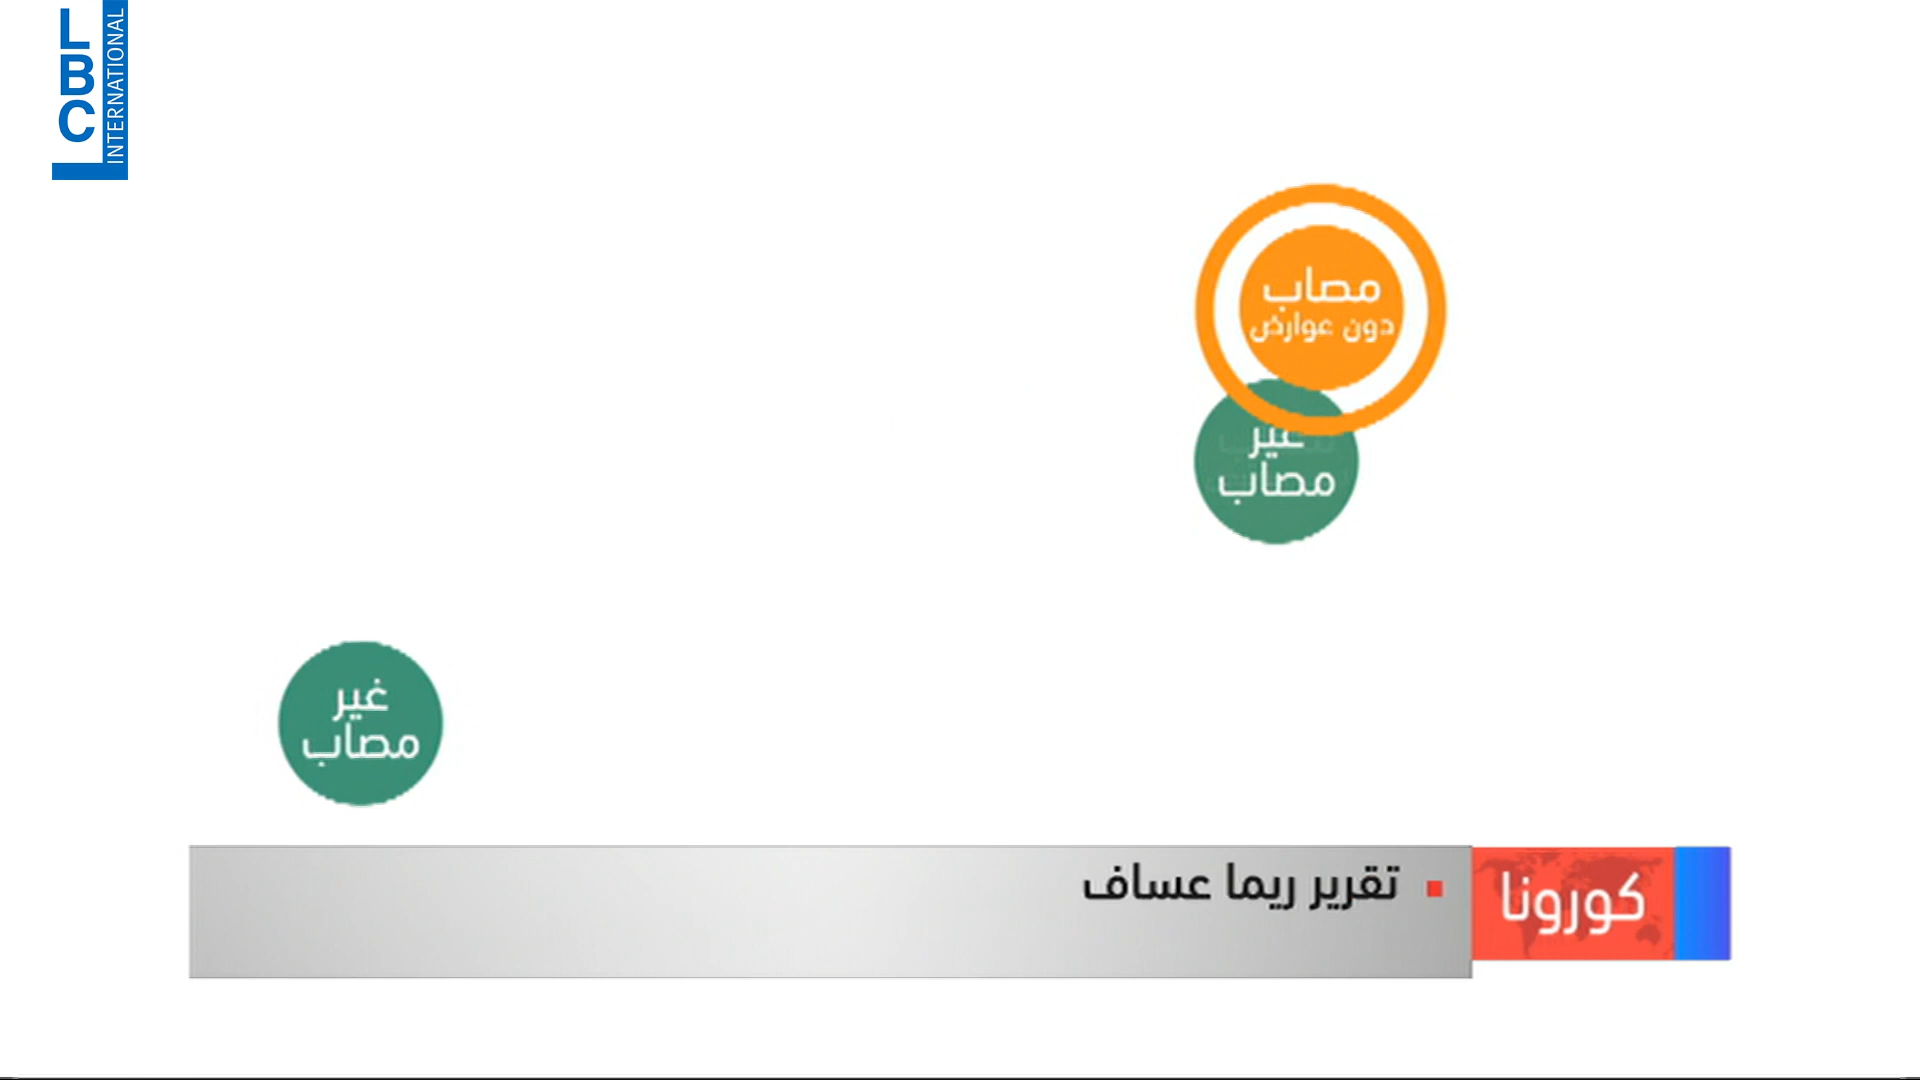 LBC
INTERNATIONAL
مصاب
دون عوارض
غير
مصاب
غير
مصاب
كورونا
تقرير ريما عساف